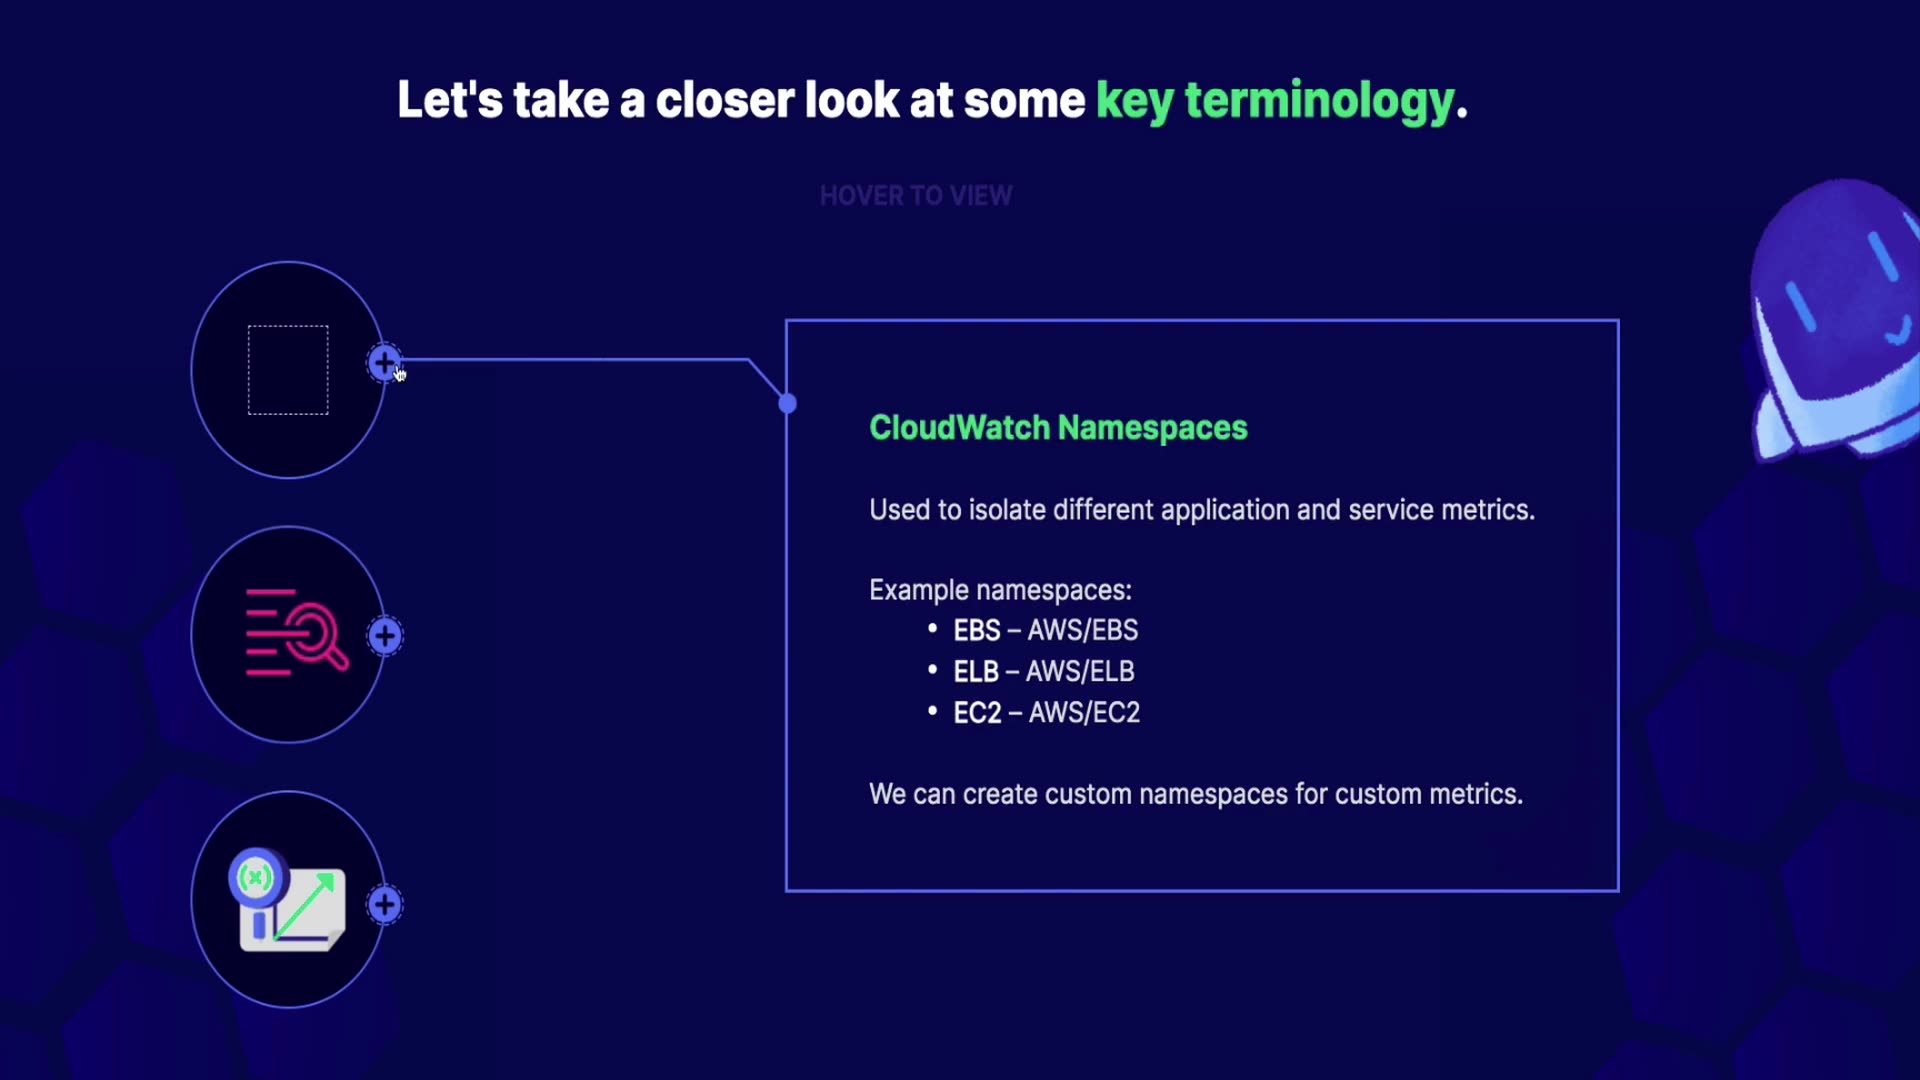 Let's take a closer look at some key terminology.
HOVER TO VIEW
CloudWatch Namespaces
Used to isolate different application and service metrics.
Example namespaces:
• EBS – AWS/EBS
• ELB – AWS/ELB
• EC2 – AWS/EC2
We can create custom namespaces for custom metrics.